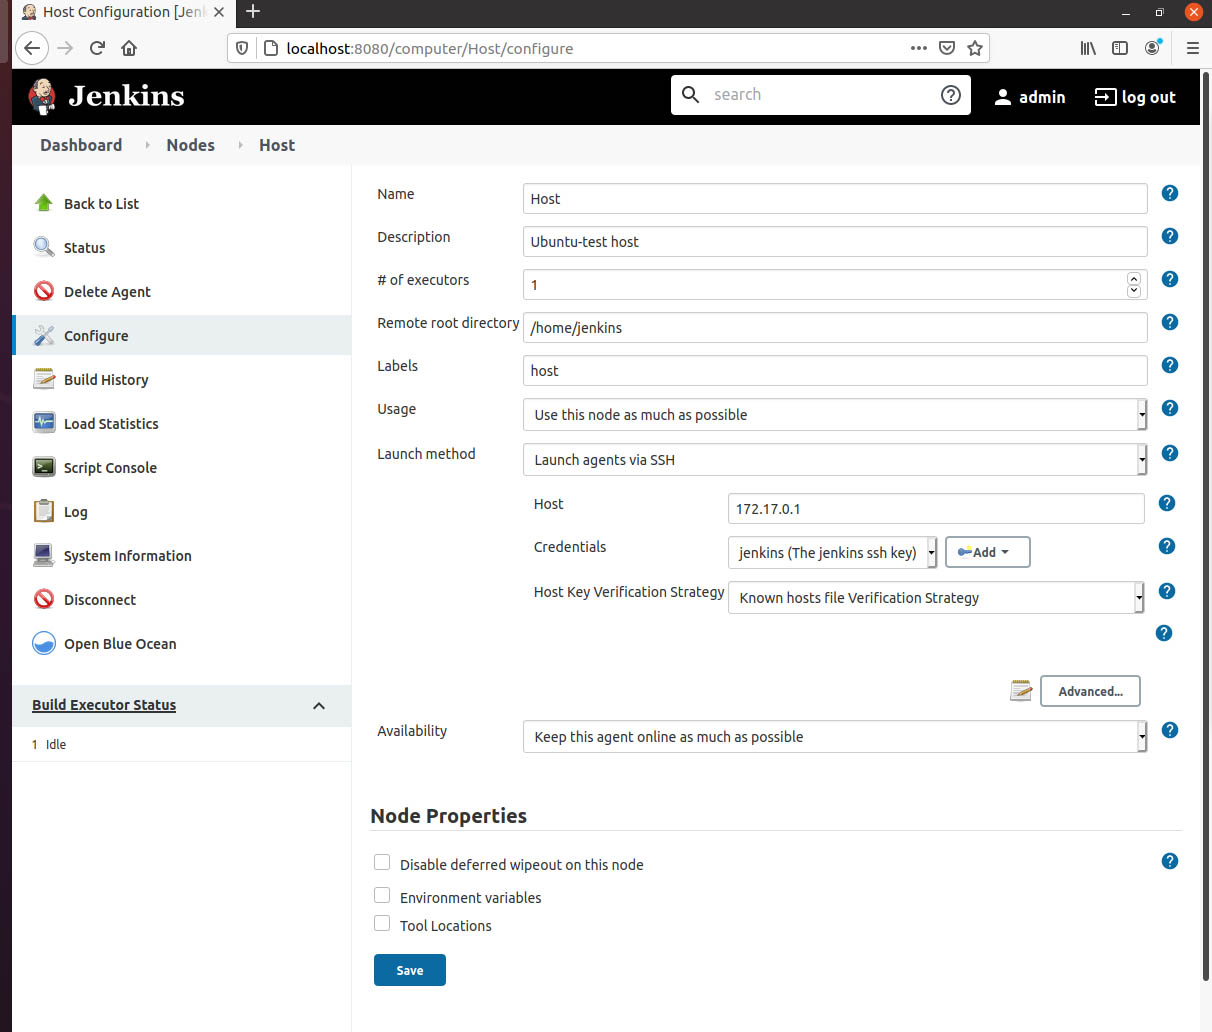 Host Configuration [Jen
localhost:8080/computer/Host/configure
Jenkins
search
admin
log out
Dashboard
Nodes
Host
Back to List
Status
Delete Agent
Configure
Build History
Load Statistics
Script Console
Log
System Information
Disconnect
Open Blue Ocean
Build Executor Status
1 Idle
Name Host
Description Ubuntu-test host
# of executors 1
Remote root directory /home/jenkins
Labels host
Usage Use this node as much as possible
Launch method Launch agents via SSH
Host 172.17.0.1
Credentials jenkins (The jenkins ssh key) Add
Host Key Verification Strategy Known hosts file Verification Strategy
Advanced...
Availability Keep this agent online as much as possible
Node Properties
Disable deferred wipeout on this node
Environment variables
Tool Locations
Save